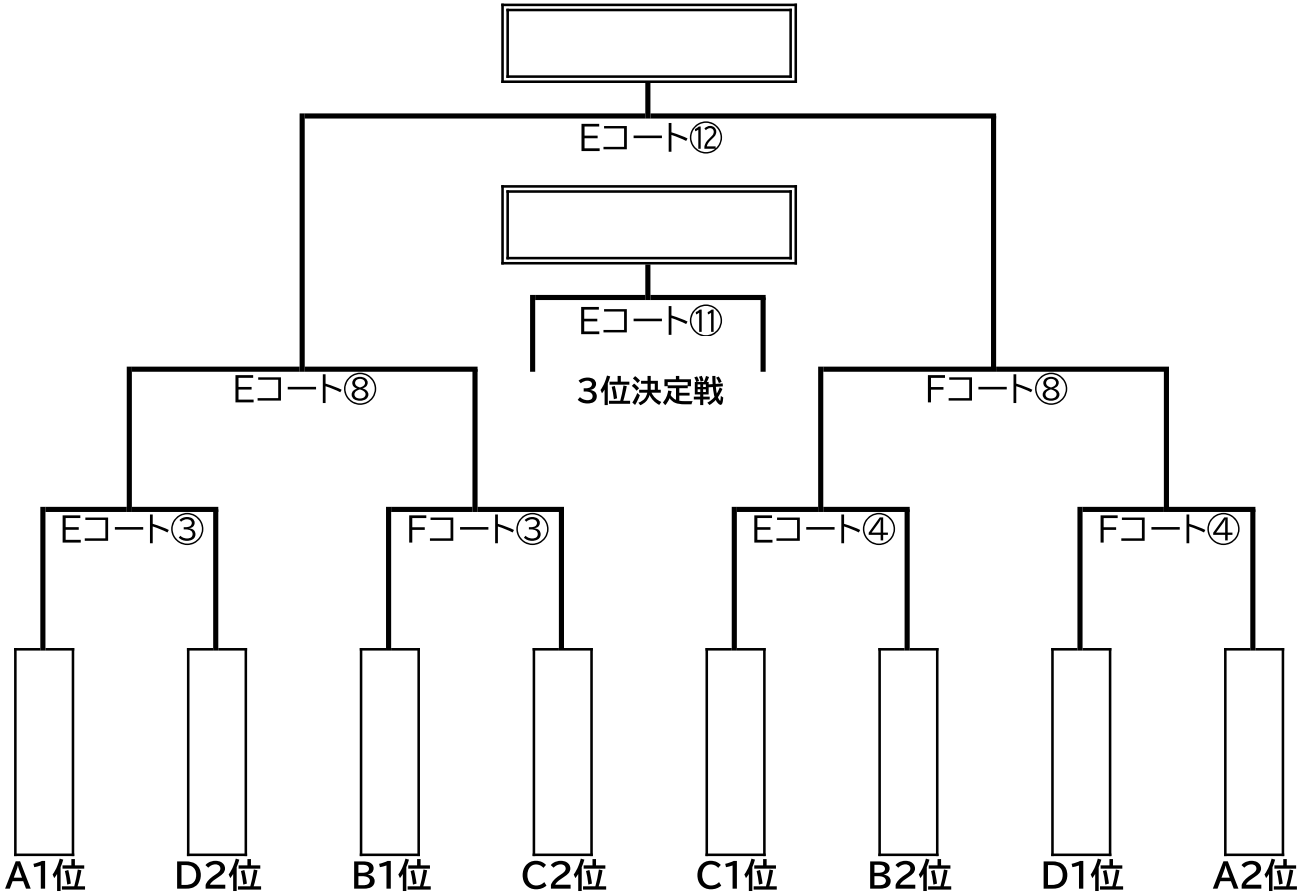 Eコート⑫
Eコート⑪
3位決定戦
Eコート⑧
Fコート⑧
Eコート③
Fコート③
Eコート④
Fコート④
A1位
D2位
B1位
C2位
C1位
B2位
D1位
A2位